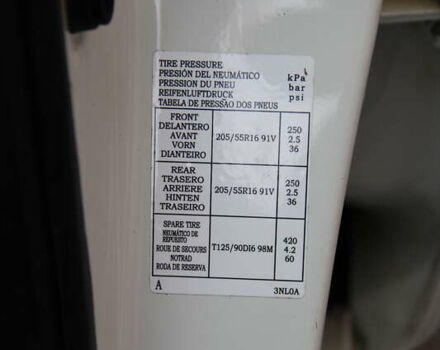 TIRE PRESSURE
PRESIÓN DEL NEUMÁTICO kPa
PRESSION DU PNEU bar
REIFENLUFTDRUCK psi
TABELA DE PRESSÃO DOS PNEUS
FRONT
DELANTERO 250
AVANT 205/55R16 91V 2.5
VORN 36
DIANTEIRO
REAR
TRASERO 250
ARRIERE 205/55R16 91V 2.5
HINTEN 36
TRASEIRO
SPARE TIRE
NEUMÁTICO DE
REPUESTO 420
ROUE DE SECOURS T125/90D16 98M 4.2
NOTRAD 60
RODA DE RESERVA
A 3NL0A